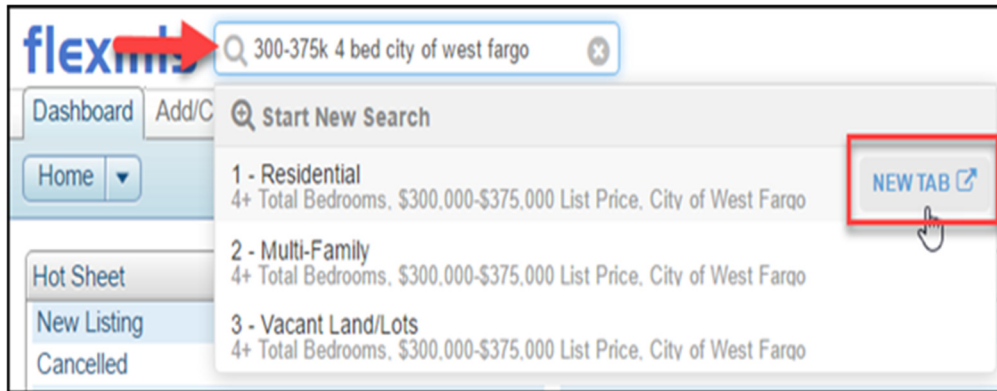 flexmls
300-375k 4 bed city of west fargo
Dashboard Add/C
Start New Search
Home
1 - Residential
4+ Total Bedrooms, $300,000-$375,000 List Price, City of West Fargo
NEW TAB
2 - Multi-Family
4+ Total Bedrooms, $300,000-$375,000 List Price, City of West Fargo
3 - Vacant Land/Lots
4+ Total Bedrooms, $300,000-$375,000 List Price, City of West Fargo
Hot Sheet
New Listing
Cancelled